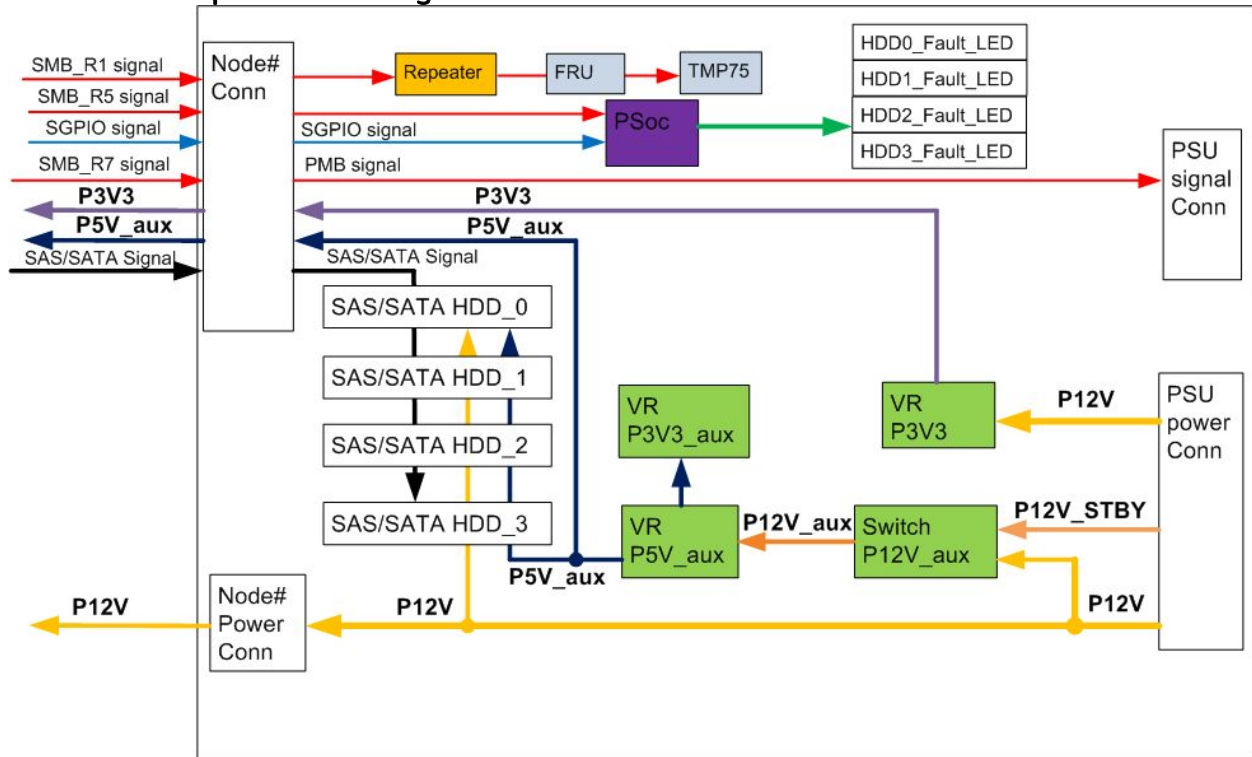 Node#
Conn
SMB_R1 signal
SMB_R5 signal
SGPIO signal
SMB_R7 signal
P3V3
P5V_aux
SAS/SATA Signal
Repeater
FRU
TMP75
SGPIO signal
PSoc
PMB signal
HDD0_Fault_LED
HDD1_Fault_LED
HDD2_Fault_LED
HDD3_Fault_LED
PSU
signal
Conn
P3V3
P5V_aux
SAS/SATA Signal
SAS/SATA HDD_0
SAS/SATA HDD_1
SAS/SATA HDD_2
SAS/SATA HDD_3
VR
P3V3_aux
VR
P3V3
P12V
PSU
power
Conn
VR
P5V_aux
P12V_aux
Switch
P12V_aux
P12V_STBY
P5V_aux
P12V
Node#
Power
Conn
P12V
P12V